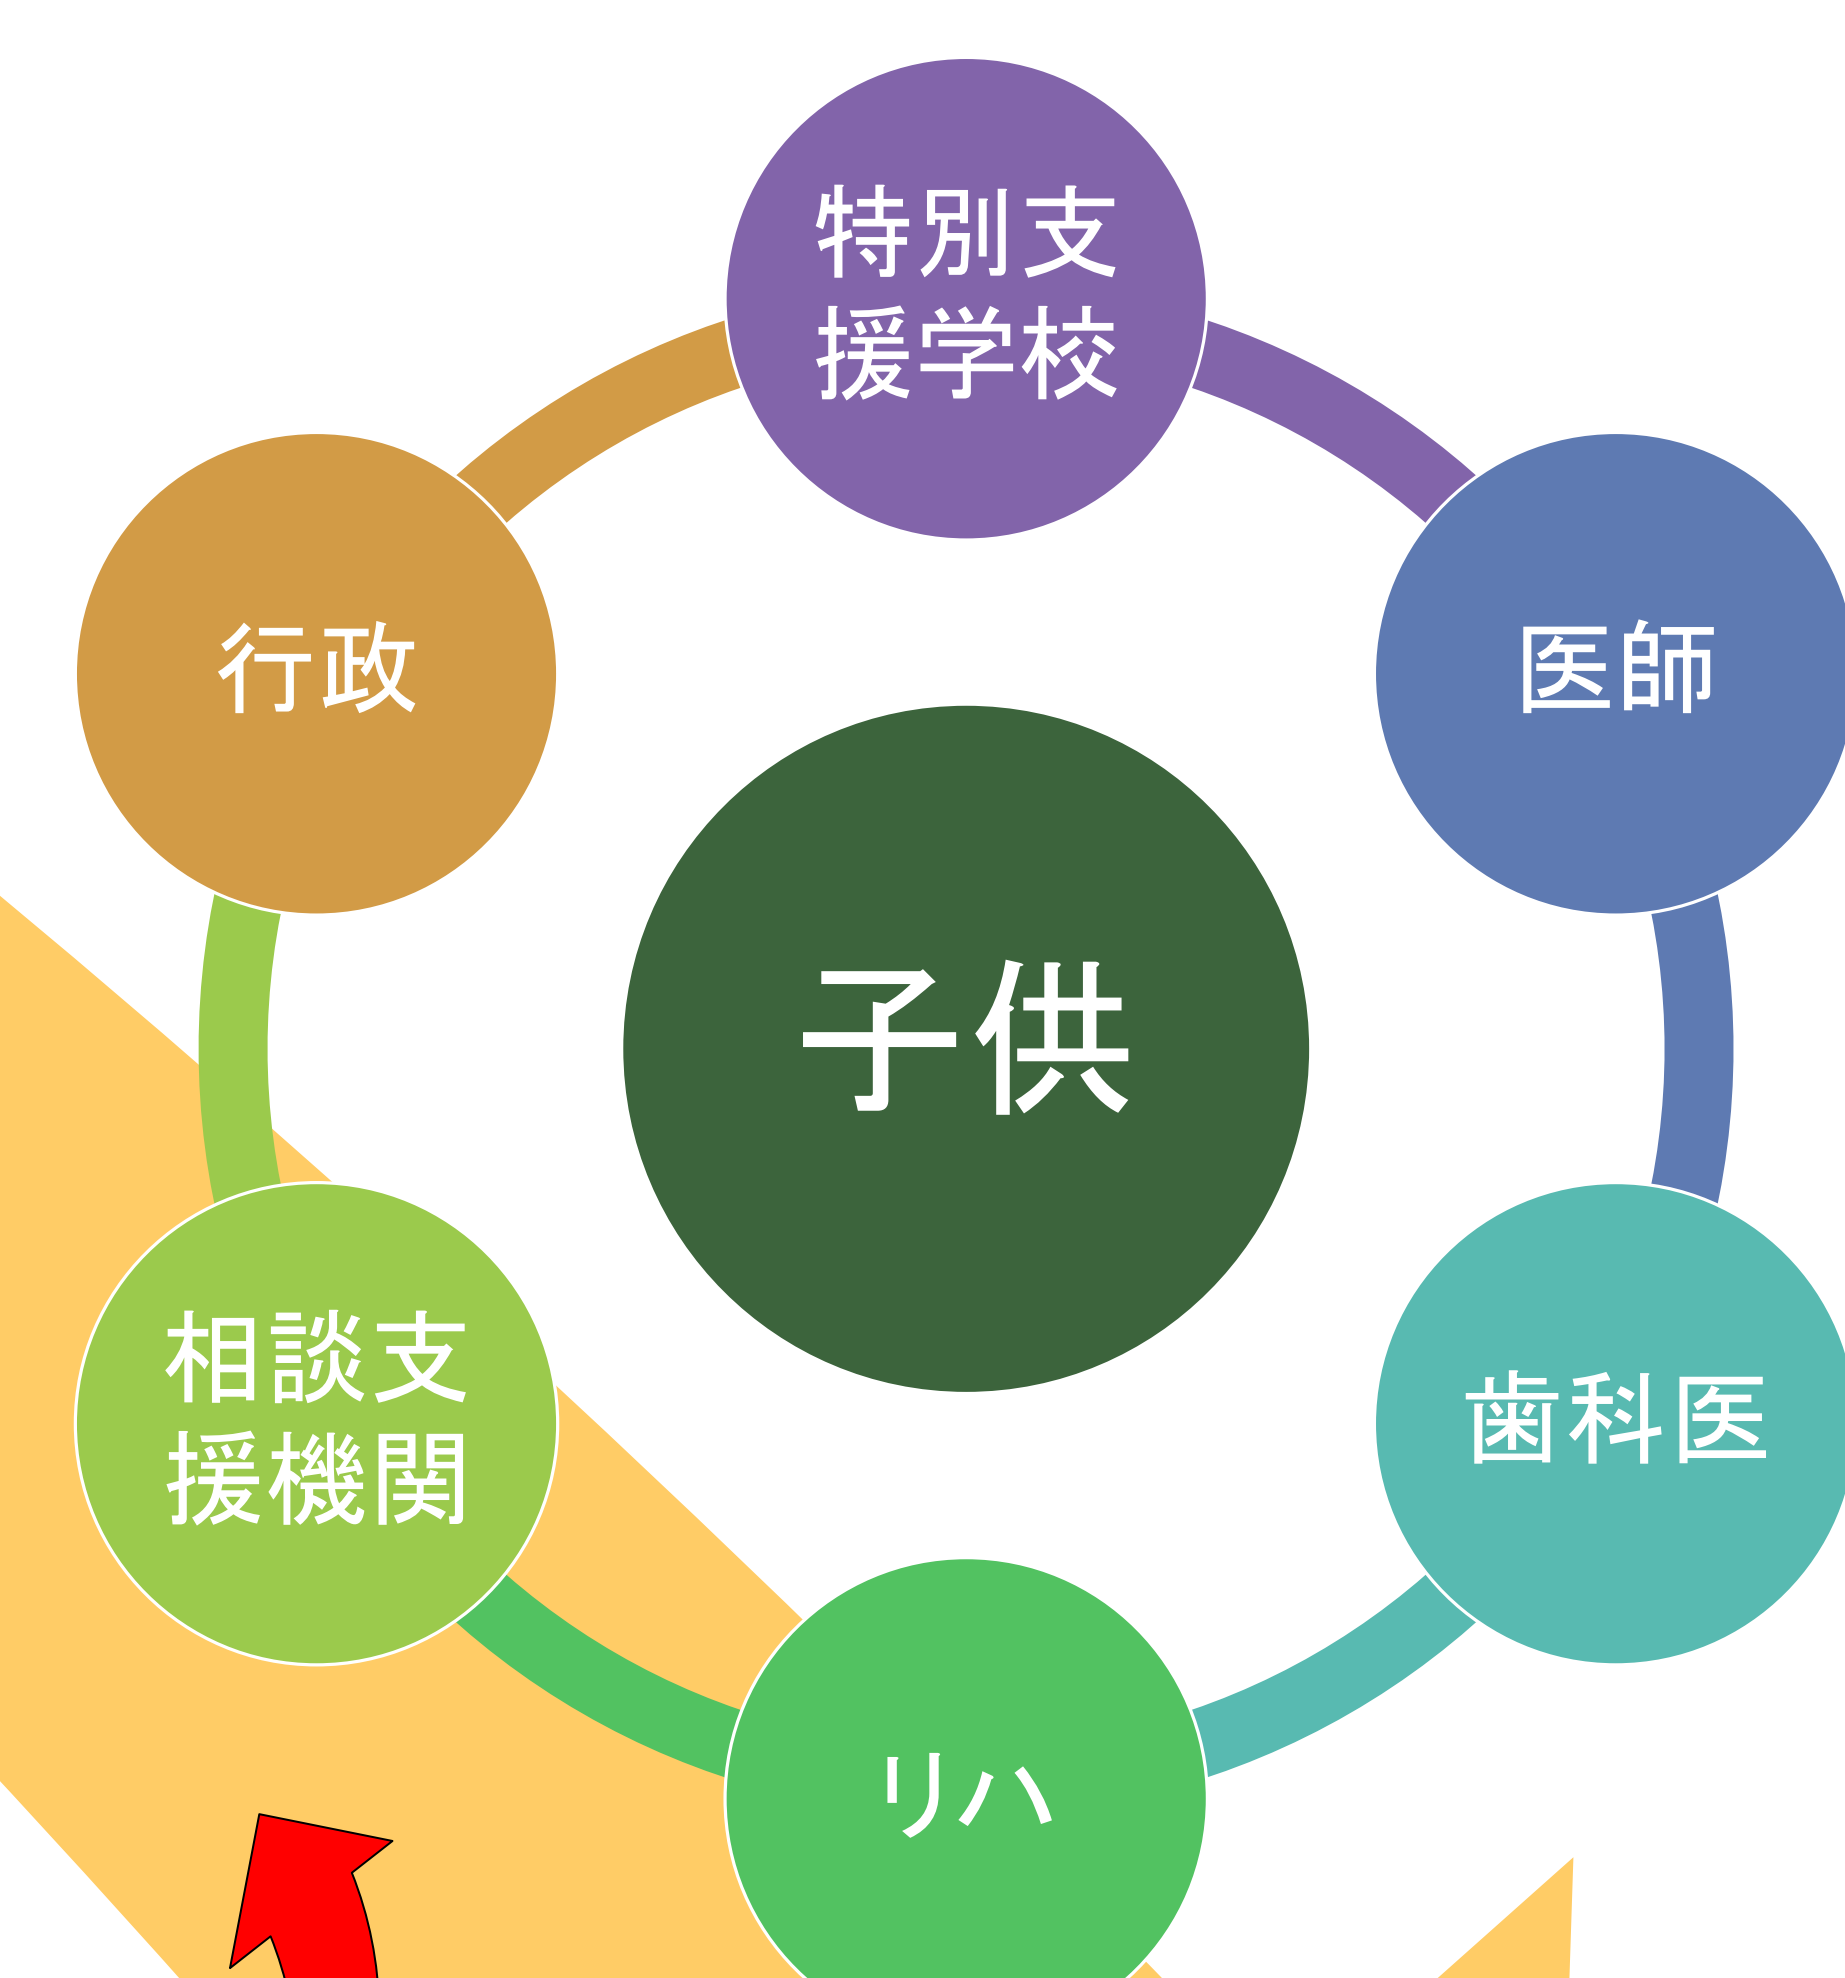 特別支
援学校
行政
医師
子供
相談支
援機関
歯科医
リハ